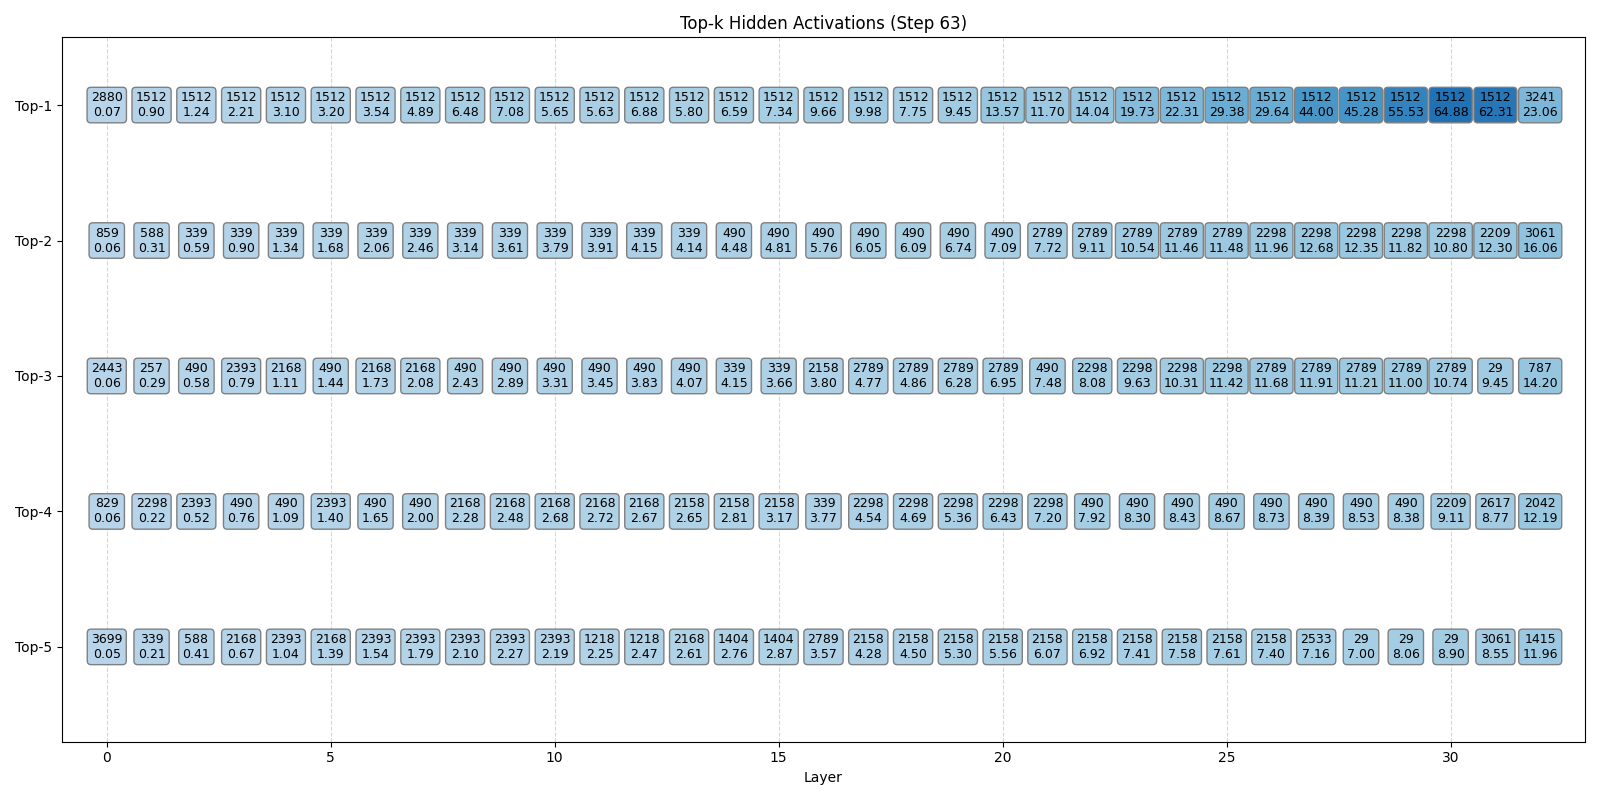 Top-k Hidden Activations (Step 63)
Top-1
2880 1512 1512 1512 1512 1512 1512 1512 1512 1512 1512 1512 1512 1512 1512 1512 1512 1512 1512 1512 1512 1512 1512 1512 1512 1512 1512 1512 1512 1512 1512 1512 3241
0.07 0.90 1.24 2.21 3.10 3.20 3.54 4.89 6.48 7.08 5.65 5.63 6.88 5.80 6.59 7.34 9.66 9.98 7.75 9.45 13.57 11.70 14.04 19.73 22.31 29.38 29.64 44.00 45.28 55.53 64.88 62.31 23.06
Top-2
859 588 339 339 339 339 339 339 339 339 339 339 339 339 490 490 490 490 490 490 490 2789 2789 2789 2789 2789 2298 2298 2298 2298 2298 2209 3061
0.06 0.31 0.59 0.90 1.34 1.68 2.06 2.46 3.14 3.61 3.79 3.91 4.15 4.14 4.48 4.81 5.76 6.05 6.09 6.74 7.09 7.72 9.11 10.54 11.46 11.48 11.96 12.68 12.35 11.82 10.80 12.30 16.06
Top-3
2443 257 490 2393 2168 490 2168 2168 490 490 490 490 490 490 339 339 2158 2789 2789 2789 2789 490 2298 2298 2298 2298 2789 2789 2789 2789 2789 29 787
0.06 0.29 0.58 0.79 1.11 1.44 1.73 2.08 2.43 2.89 3.31 3.45 3.83 4.07 4.15 3.66 3.80 4.77 4.86 6.28 6.95 7.48 8.08 9.63 10.31 11.42 11.68 11.91 11.21 11.00 10.74 9.45 14.20
Top-4
829 2298 2393 490 490 2393 490 490 2168 2168 2168 2168 2168 2158 2158 2158 339 2298 2298 2298 2298 2298 490 490 490 490 490 490 490 490 2209 2617 2042
0.06 0.22 0.52 0.76 1.09 1.40 1.65 2.00 2.28 2.48 2.68 2.72 2.67 2.65 2.81 3.17 3.77 4.54 4.69 5.36 6.43 7.20 7.92 8.30 8.43 8.67 8.73 8.39 8.53 8.38 9.11 8.77 12.19
Top-5
3699 339 588 2168 2393 2168 2393 2393 2393 2393 2393 1218 1218 2168 1404 1404 2789 2158 2158 2158 2158 2158 2158 2158 2158 2158 2158 2533 29 29 29 3061 1415
0.05 0.21 0.41 0.67 1.04 1.39 1.54 1.79 2.10 2.27 2.19 2.25 2.47 2.61 2.76 2.87 3.57 4.28 4.50 5.30 5.56 6.07 6.92 7.41 7.58 7.61 7.40 7.16 7.00 8.06 8.90 8.55 11.96
0 5 10 15 20 25 30
Layer